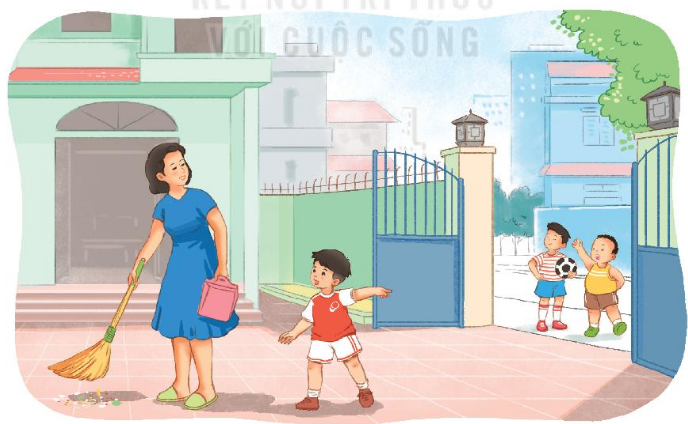 KẾT NỐI TRI THỨC
VỚI CUỘC SỐNG